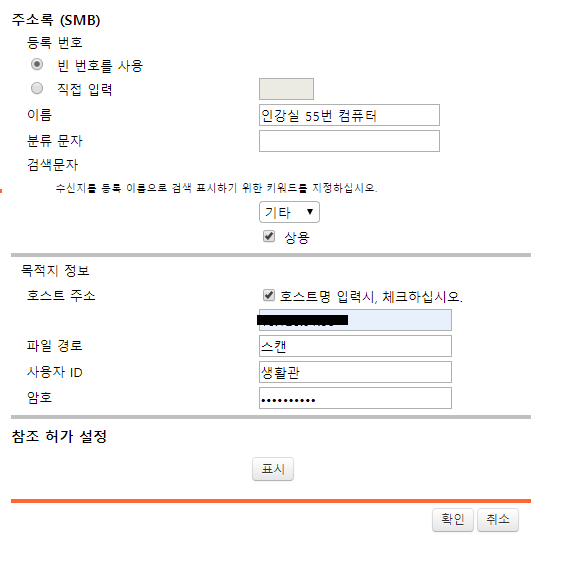 주소록 (SMB)
등록 번호
빈 번호를 사용
직접 입력
이름 인강실 55번 컴퓨터
분류 문자
검색문자
수신지를 등록 이름으로 검색 표시하기 위한 키워드를 지정하십시오.
기타
상용
목적지 정보
호스트 주소 호스트명 입력시, 체크하십시오.
파일 경로 스캔
사용자 ID 생활관
암호 ••••••••••
참조 허가 설정
표시
확인 취소